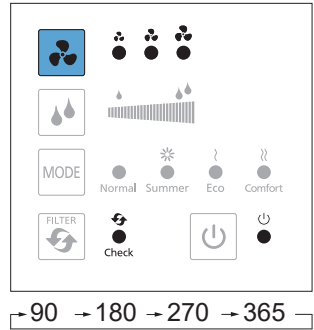 MODE
Normal Summer Eco Comfort
FILTER
Check
90 → 180 → 270 → 365